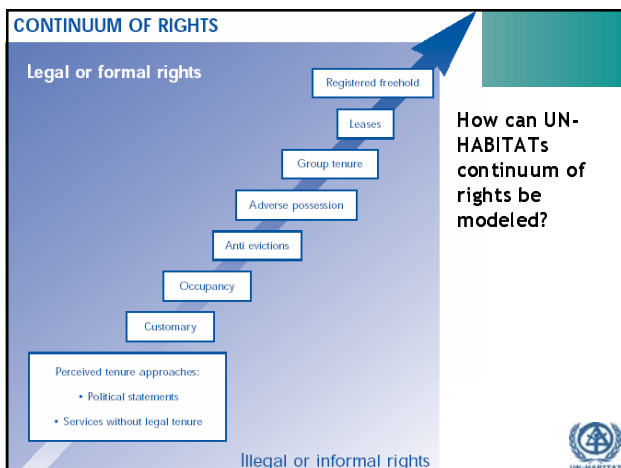 CONTINUUM OF RIGHTS
Legal or formal rights
Registered freehold
Leases
Group tenure
Adverse possession
Anti evictions
Occupancy
Customary
Perceived tenure approaches:
• Political statements
• Services without legal tenure
Illegal or informal rights
How can UN-
HABITATs
continuum of
rights be
modeled?
UN-HABITAT